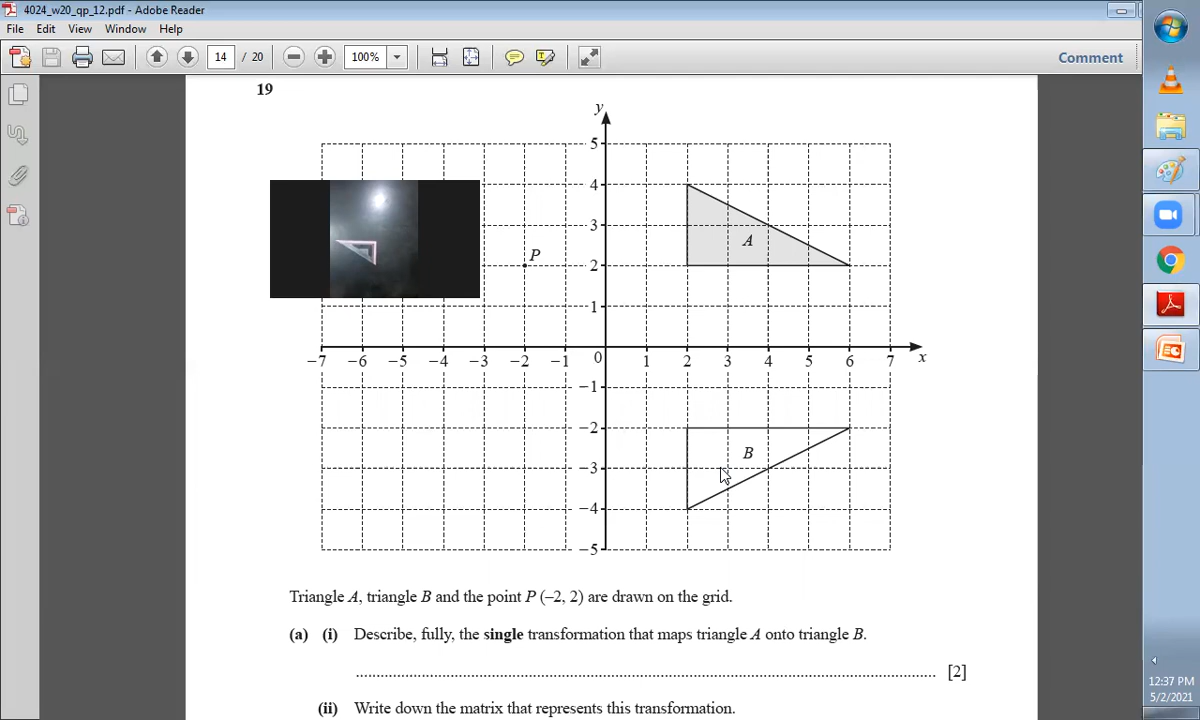 4024_w20_qp_12.pdf - Adobe Reader
File Edit View Window Help
14 / 20 100% Comment
19
y
5
4
3
2
1
P
A
−7 −6 −5 −4 −3 −2 −1 0 1 2 3 4 5 6 7 x
−1
−2
−3
−4
−5
B
Triangle A, triangle B and the point P (−2, 2) are drawn on the grid.
(a) (i) Describe, fully, the single transformation that maps triangle A onto triangle B.
[2]
(ii) Write down the matrix that represents this transformation.
12:37 PM
5/2/2021